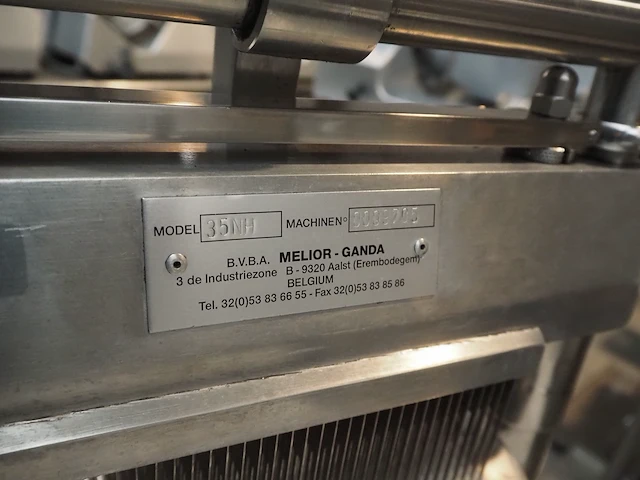 MODEL 35NH MACHINEN°
B.V.B.A. MELIOR - GANDA
3 de Industriezone B - 9320 Aalst (Erembodegem)
BELGIUM
Tel. 32(0)53 83 66 55 - Fax 32(0)53 83 85 86